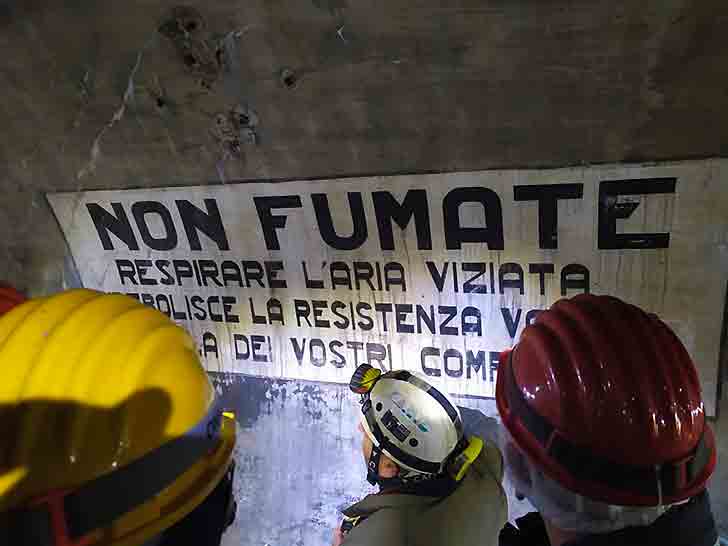 NON FUMATE
RESPIRARE L'ARIA VIZIATA
LA RESISTENZA
DEI VOSTRI